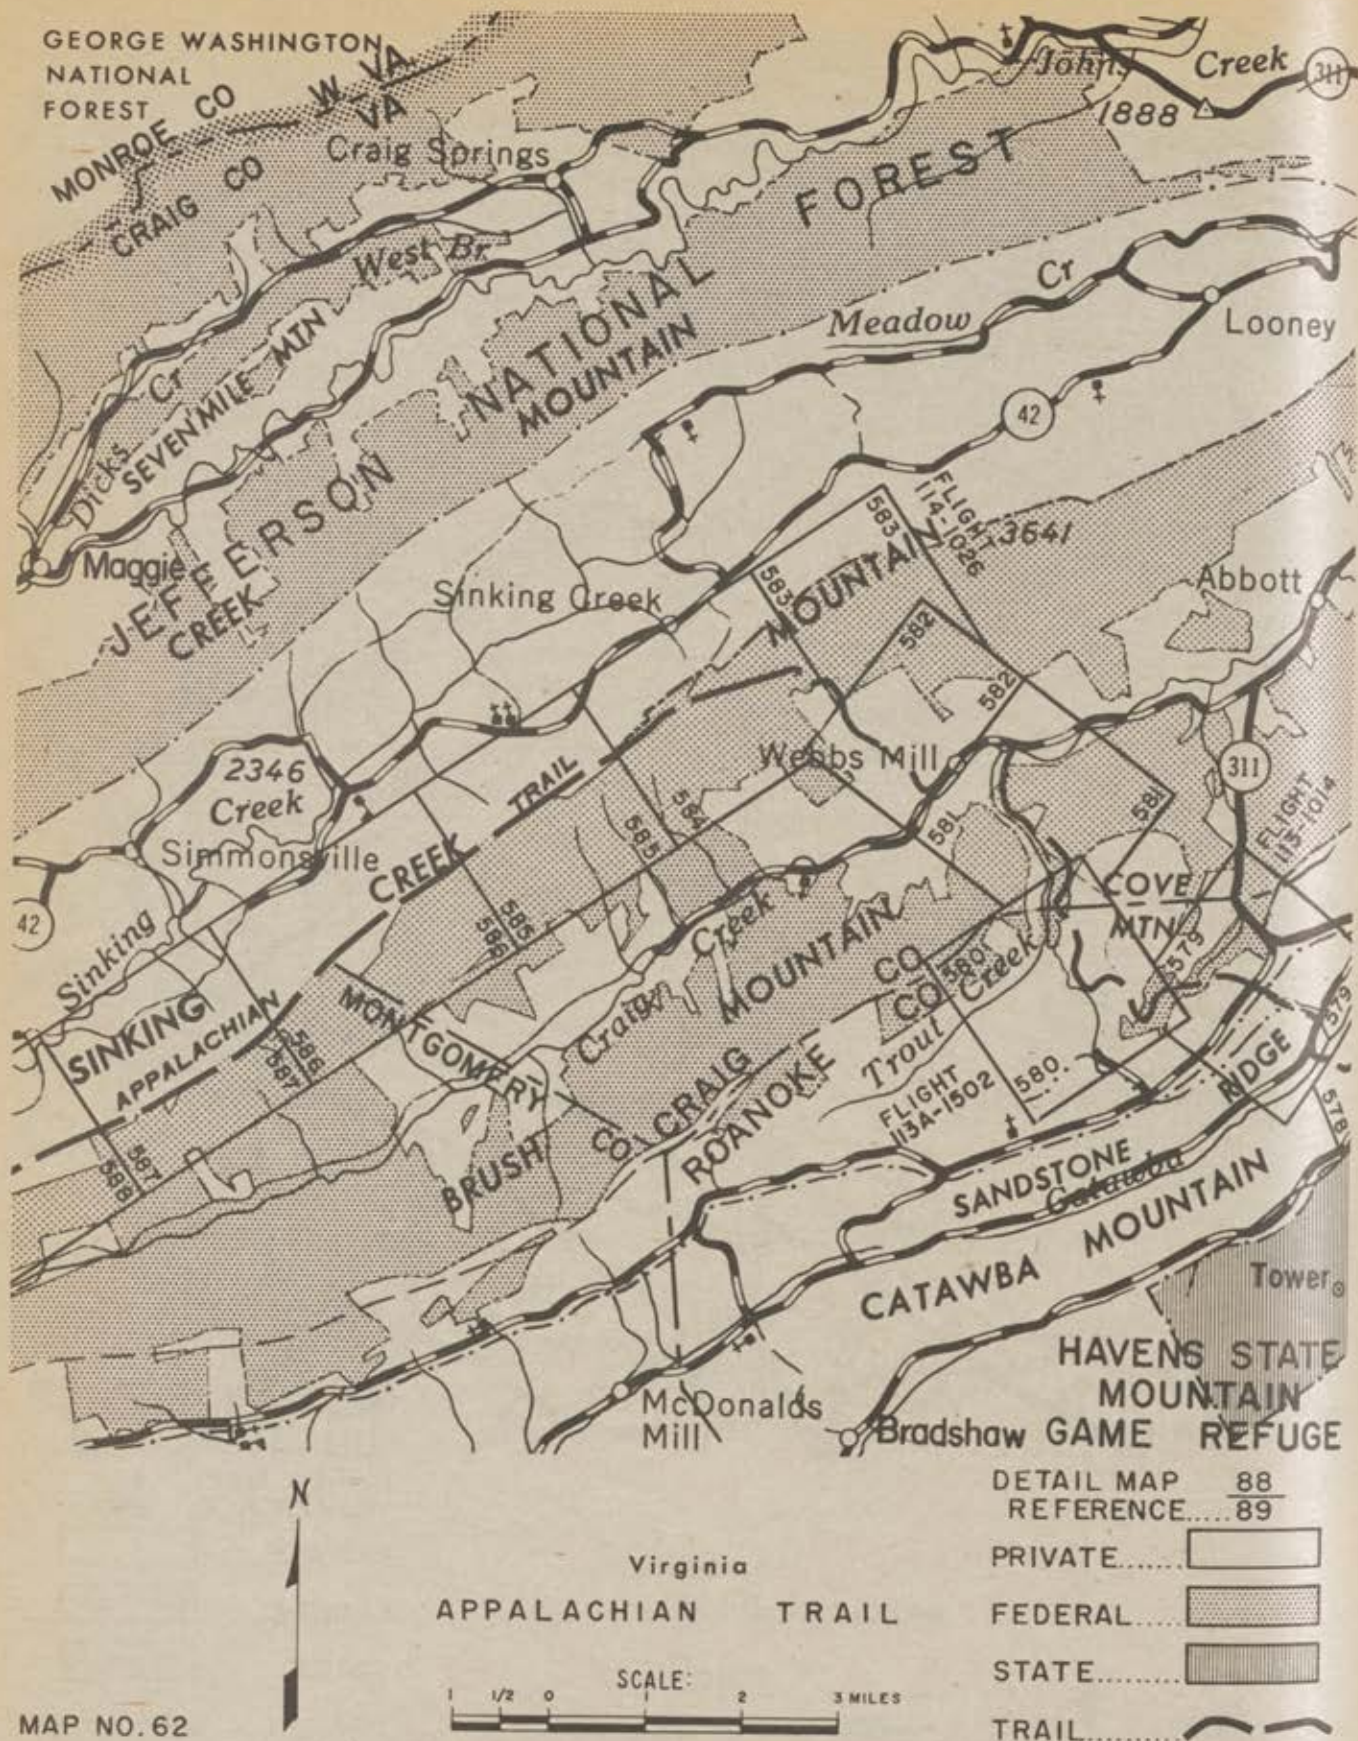 GEORGE WASHINGTON
NATIONAL
FOREST
MONROE CO
W VA
VA
CRAIG CO
Craig Springs
Johns Creek
311
1888
FOREST
West Br
NATIONAL
MOUNTAIN
Meadow Cr
Looney
42
Dicks Cr
SEVENMILE MTN
JEFFERSON
Maggie
CREEK
Sinking Creek
583
FLIGHT
114-1026
3641
583
MOUNTAIN
Abbott
582
582
2346
Creek
TRAIL
Webbs Mill
311
584
585
581
581
FLIGHT
113-1014
Simmonsville
CREEK
COVE
MTN
42
Sinking
585
586
Creek
MOUNTAIN
CO
CO
580
Creek
579
SINKING
APPALACHIAN
MONTGOMERY
Craig
586
587
CRAIG
ROANOKE
CO
Trout
FLIGHT
113A-1502
580
579
RIDGE
578
587
588
BRUSH
SANDSTONE
Catawba
MOUNTAIN
CATAWBA
Tower
HAVENS STATE
MOUNTAIN
GAME REFUGE
McDonalds
Mill
Bradshaw
N
DETAIL MAP 88
REFERENCE..... 89
PRIVATE.......
Virginia
APPALACHIAN TRAIL
FEDERAL.....
SCALE:
STATE.........
1 1/2 0 1 2 3 MILES
MAP NO. 62
TRAIL..........